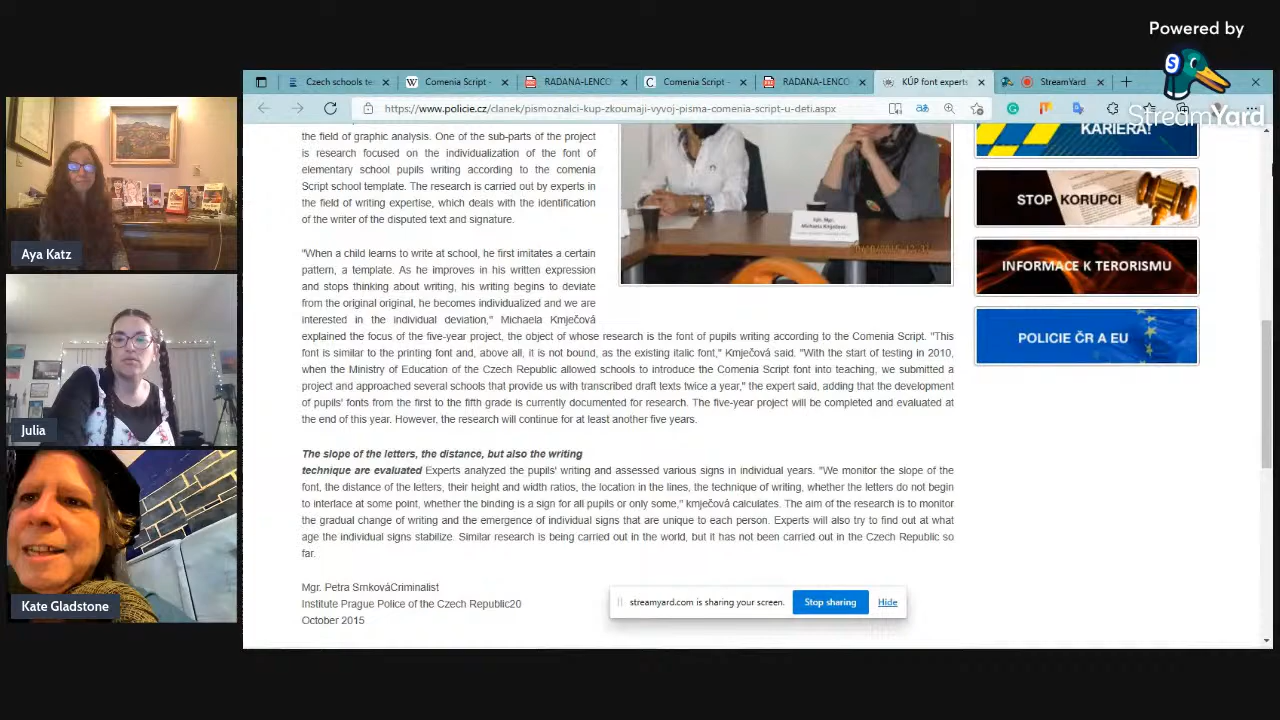 Powered by
StreamYard
Czech schools te
Comenia Script -
RADANA-LENCO
Comenia Script -
RADANA-LENCO
KÚP font experts
StreamYard
https://www.policie.cz/clanek/pismoznalci-kup-zkoumaji-vyvoj-pisma-comenia-script-u-deti.aspx
the field of graphic analysis. One of the sub-parts of the project
is research focused on the individualization of the font of
elementary school pupils writing according to the comenia
Script school template. The research is carried out by experts in
the field of writing expertise, which deals with the identification
of the writer of the disputed text and signature.
"When a child learns to write at school, he first imitates a certain
pattern, a template. As he improves in his written expression
and stops thinking about writing, his writing begins to deviate
from the original original, he becomes individualized and we are
interested in the individual deviation," Michaela Kmječová
explained the focus of the five-year project, the object of whose research is the font of pupils writing according to the Comenia Script. "This
font is similar to the printing font and, above all, it is not bound, as the existing italic font," Kmječová said. "With the start of testing in 2010,
when the Ministry of Education of the Czech Republic allowed schools to introduce the Comenia Script font into teaching, we submitted a
project and approached several schools that provide us with transcribed draft texts twice a year," the expert said, adding that the development
of pupils' fonts from the first to the fifth grade is currently documented for research. The five-year project will be completed and evaluated at
the end of this year. However, the research will continue for at least another five years.
The slope of the letters, the distance, but also the writing
technique are evaluated Experts analyzed the pupils' writing and assessed various signs in individual years. "We monitor the slope of the
font, the distance of the letters, their height and width ratios, the location in the lines, the technique of writing, whether the letters do not begin
to interlace at some point, whether the binding is a sign for all pupils or only some," kmječová calculates. The aim of the research is to monitor
the gradual change of writing and the emergence of individual signs that are unique to each person. Experts will also try to find out at what
age the individual signs stabilize. Similar research is being carried out in the world, but it has not been carried out in the Czech Republic so
far.
Mgr. Petra SrnkováCriminalist
Institute Prague Police of the Czech Republic20
October 2015
KARIÉRA!
STOP KORUPCI
INFORMACE K TERORISMU
POLICIE ČR A EU
streamyard.com is sharing your screen.
Stop sharing
Hide
Aya Katz
Julia
Kate Gladstone